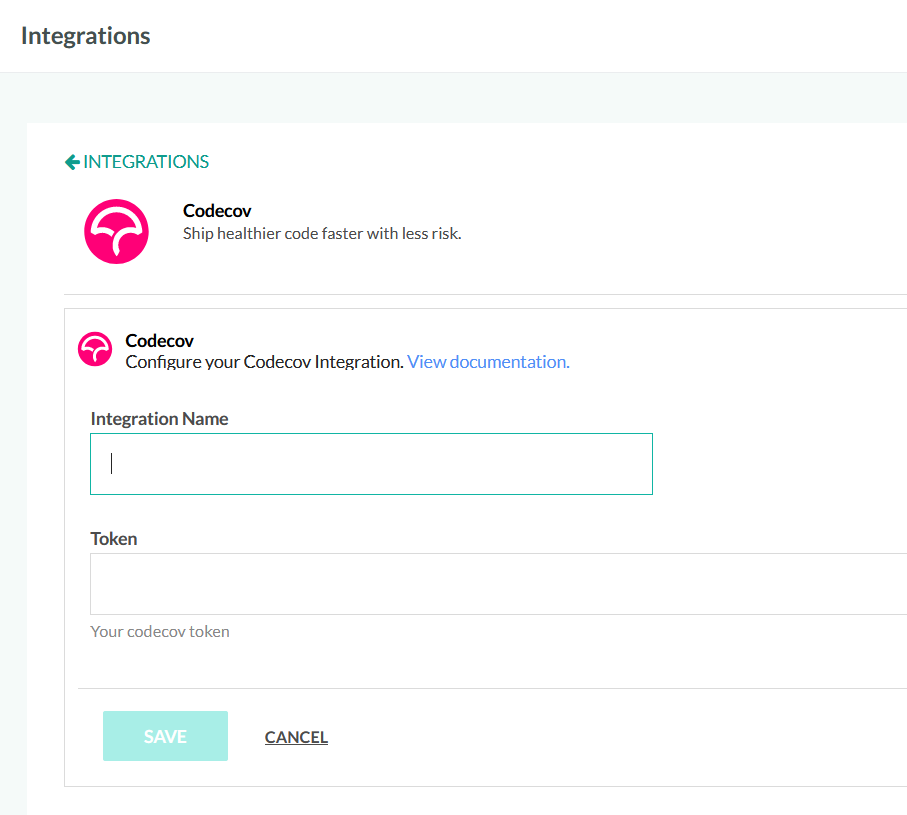 Integrations
INTEGRATIONS
Codecov
Ship healthier code faster with less risk.
Codecov
Configure your Codecov Integration. View documentation.
Integration Name
Token
Your codecov token
SAVE CANCEL